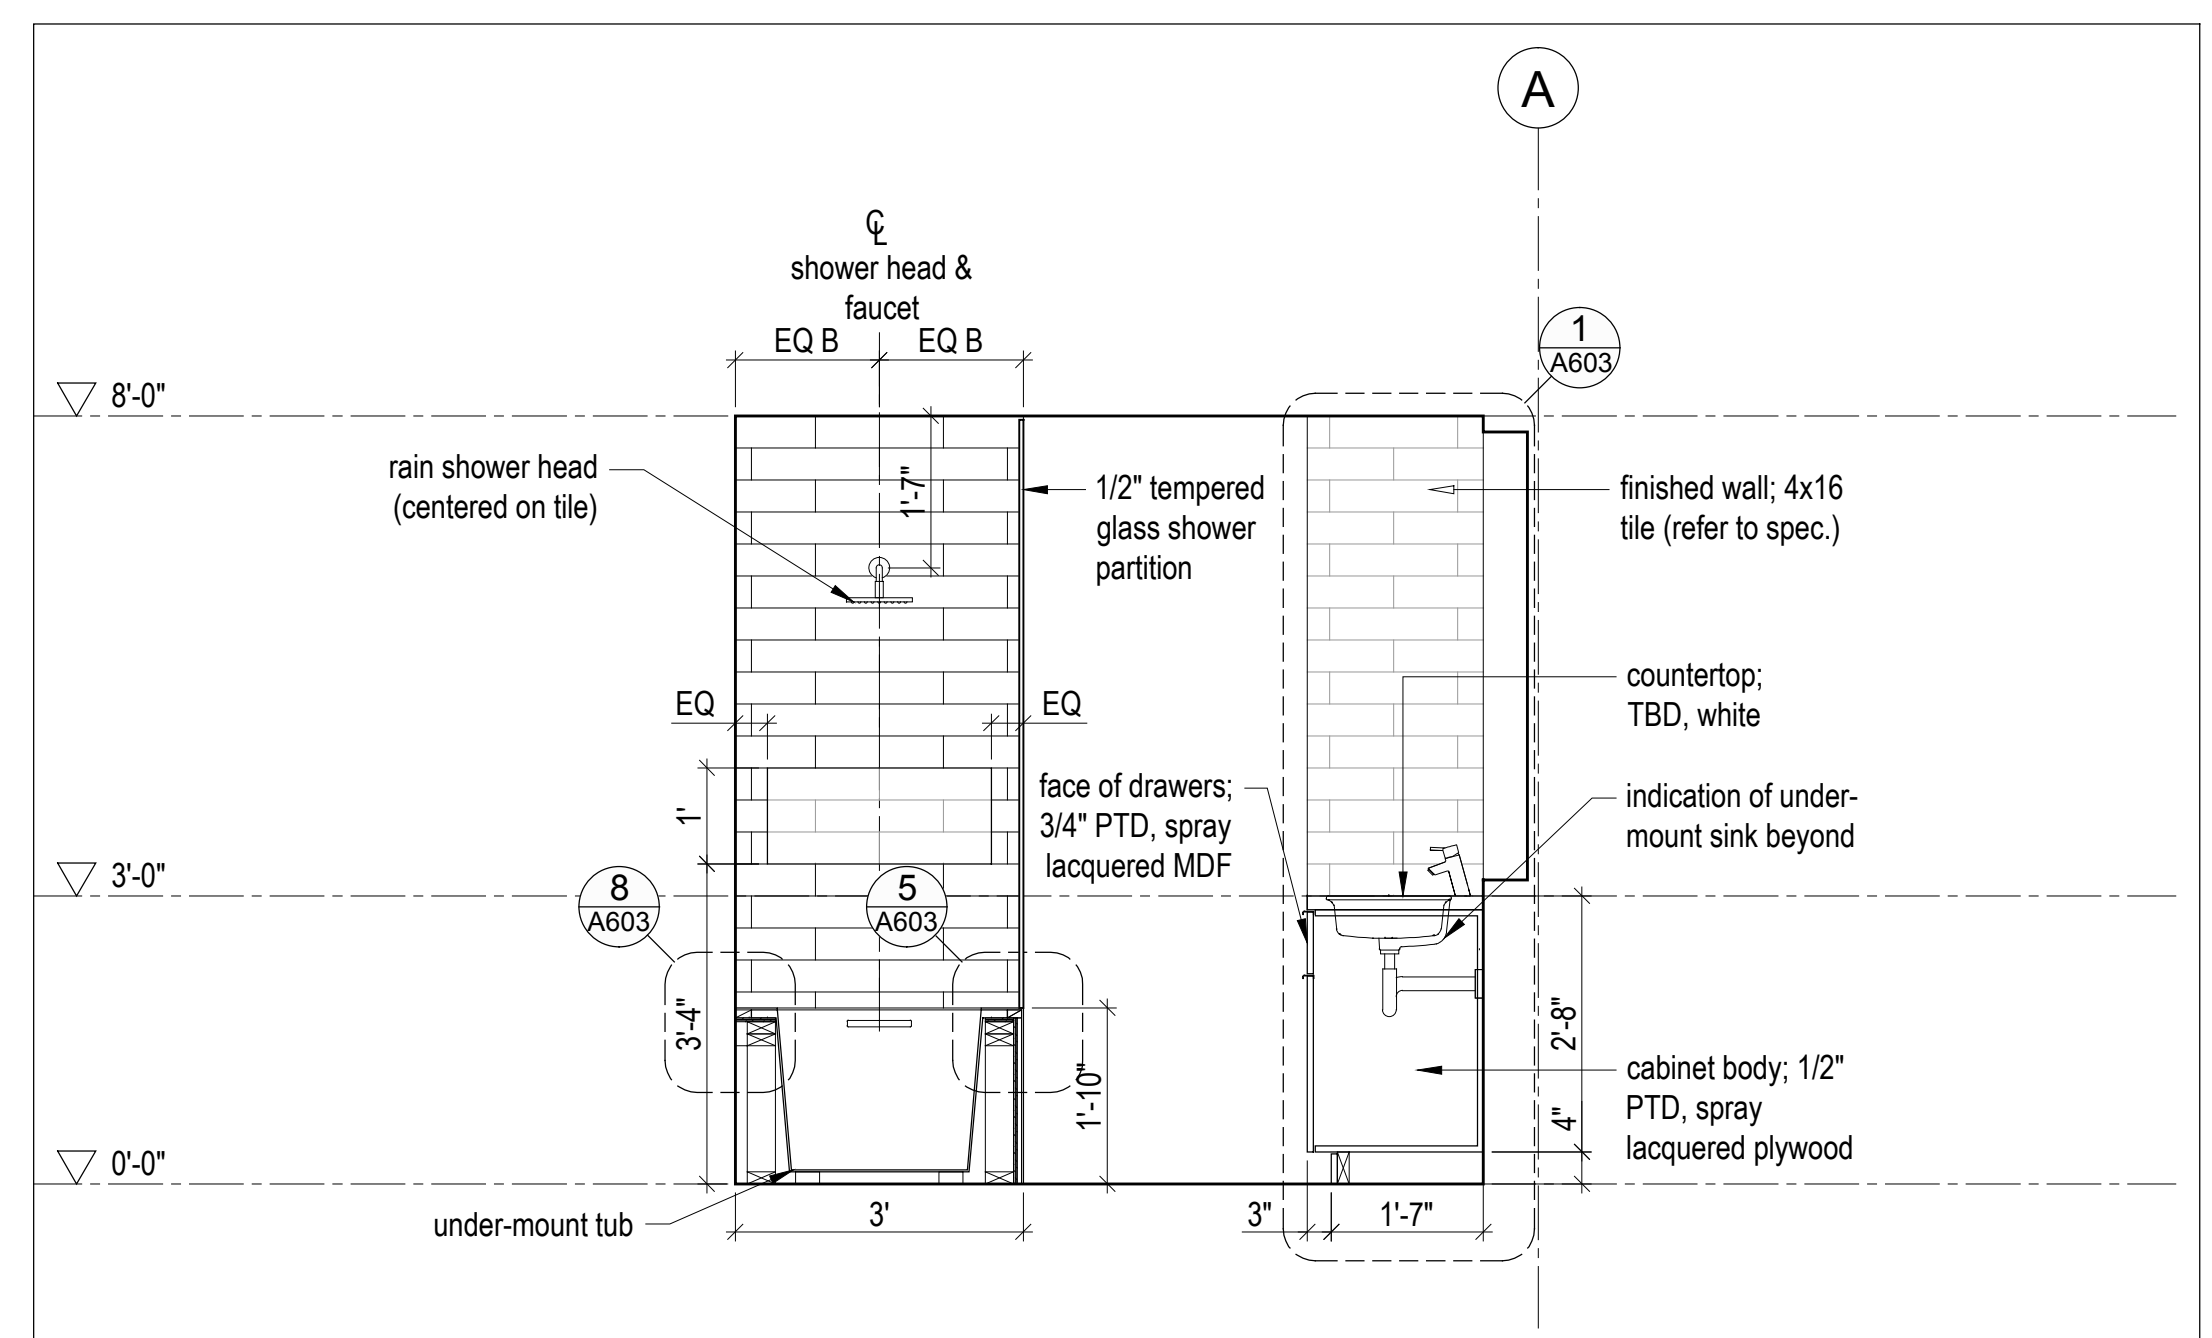 A
℄
shower head &
faucet
EQ B
EQ B
1
A603
8'-0"
rain shower head
(centered on tile)
1'-7"
1/2" tempered
glass shower
partition
finished wall; 4x16
tile (refer to spec.)
EQ
EQ
countertop;
TBD, white
1'
face of drawers;
3/4" PTD, spray
lacquered MDF
indication of under-
mount sink beyond
3'-0"
8
A603
5
A603
3'-4"
1'-10"
2'-8"
4"
cabinet body; 1/2"
PTD, spray
lacquered plywood
0'-0"
under-mount tub
3'
3"
1'-7"